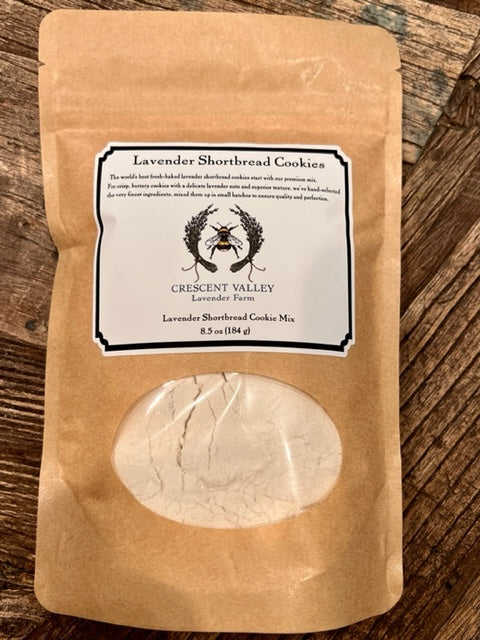 Lavender Shortbread Cookies
The world's best fresh-baked lavender shortbread cookies start with our premium mix.
For crisp, buttery cookies with a delicate lavender note and superior texture, we've hand-selected
the very finest ingredients, mixed them up in small batches to ensure quality and perfection.
CRESCENT VALLEY
Lavender Farm
Lavender Shortbread Cookie Mix
8.5 oz (184 g)